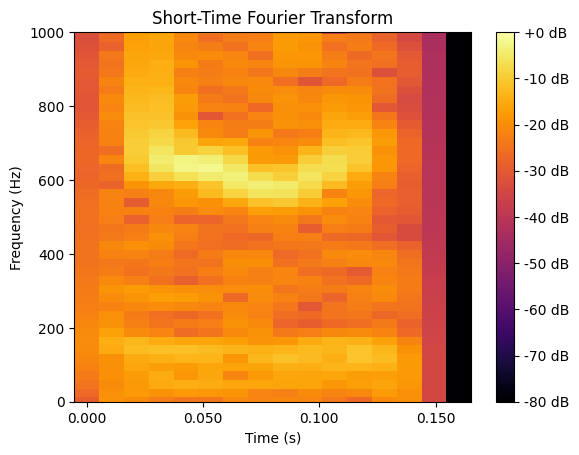 Short-Time Fourier Transform
1000
800
600
400
200
0
Frequency (Hz)
0.000
0.050
0.100
0.150
Time (s)
+0 dB
-10 dB
-20 dB
-30 dB
-40 dB
-50 dB
-60 dB
-70 dB
-80 dB